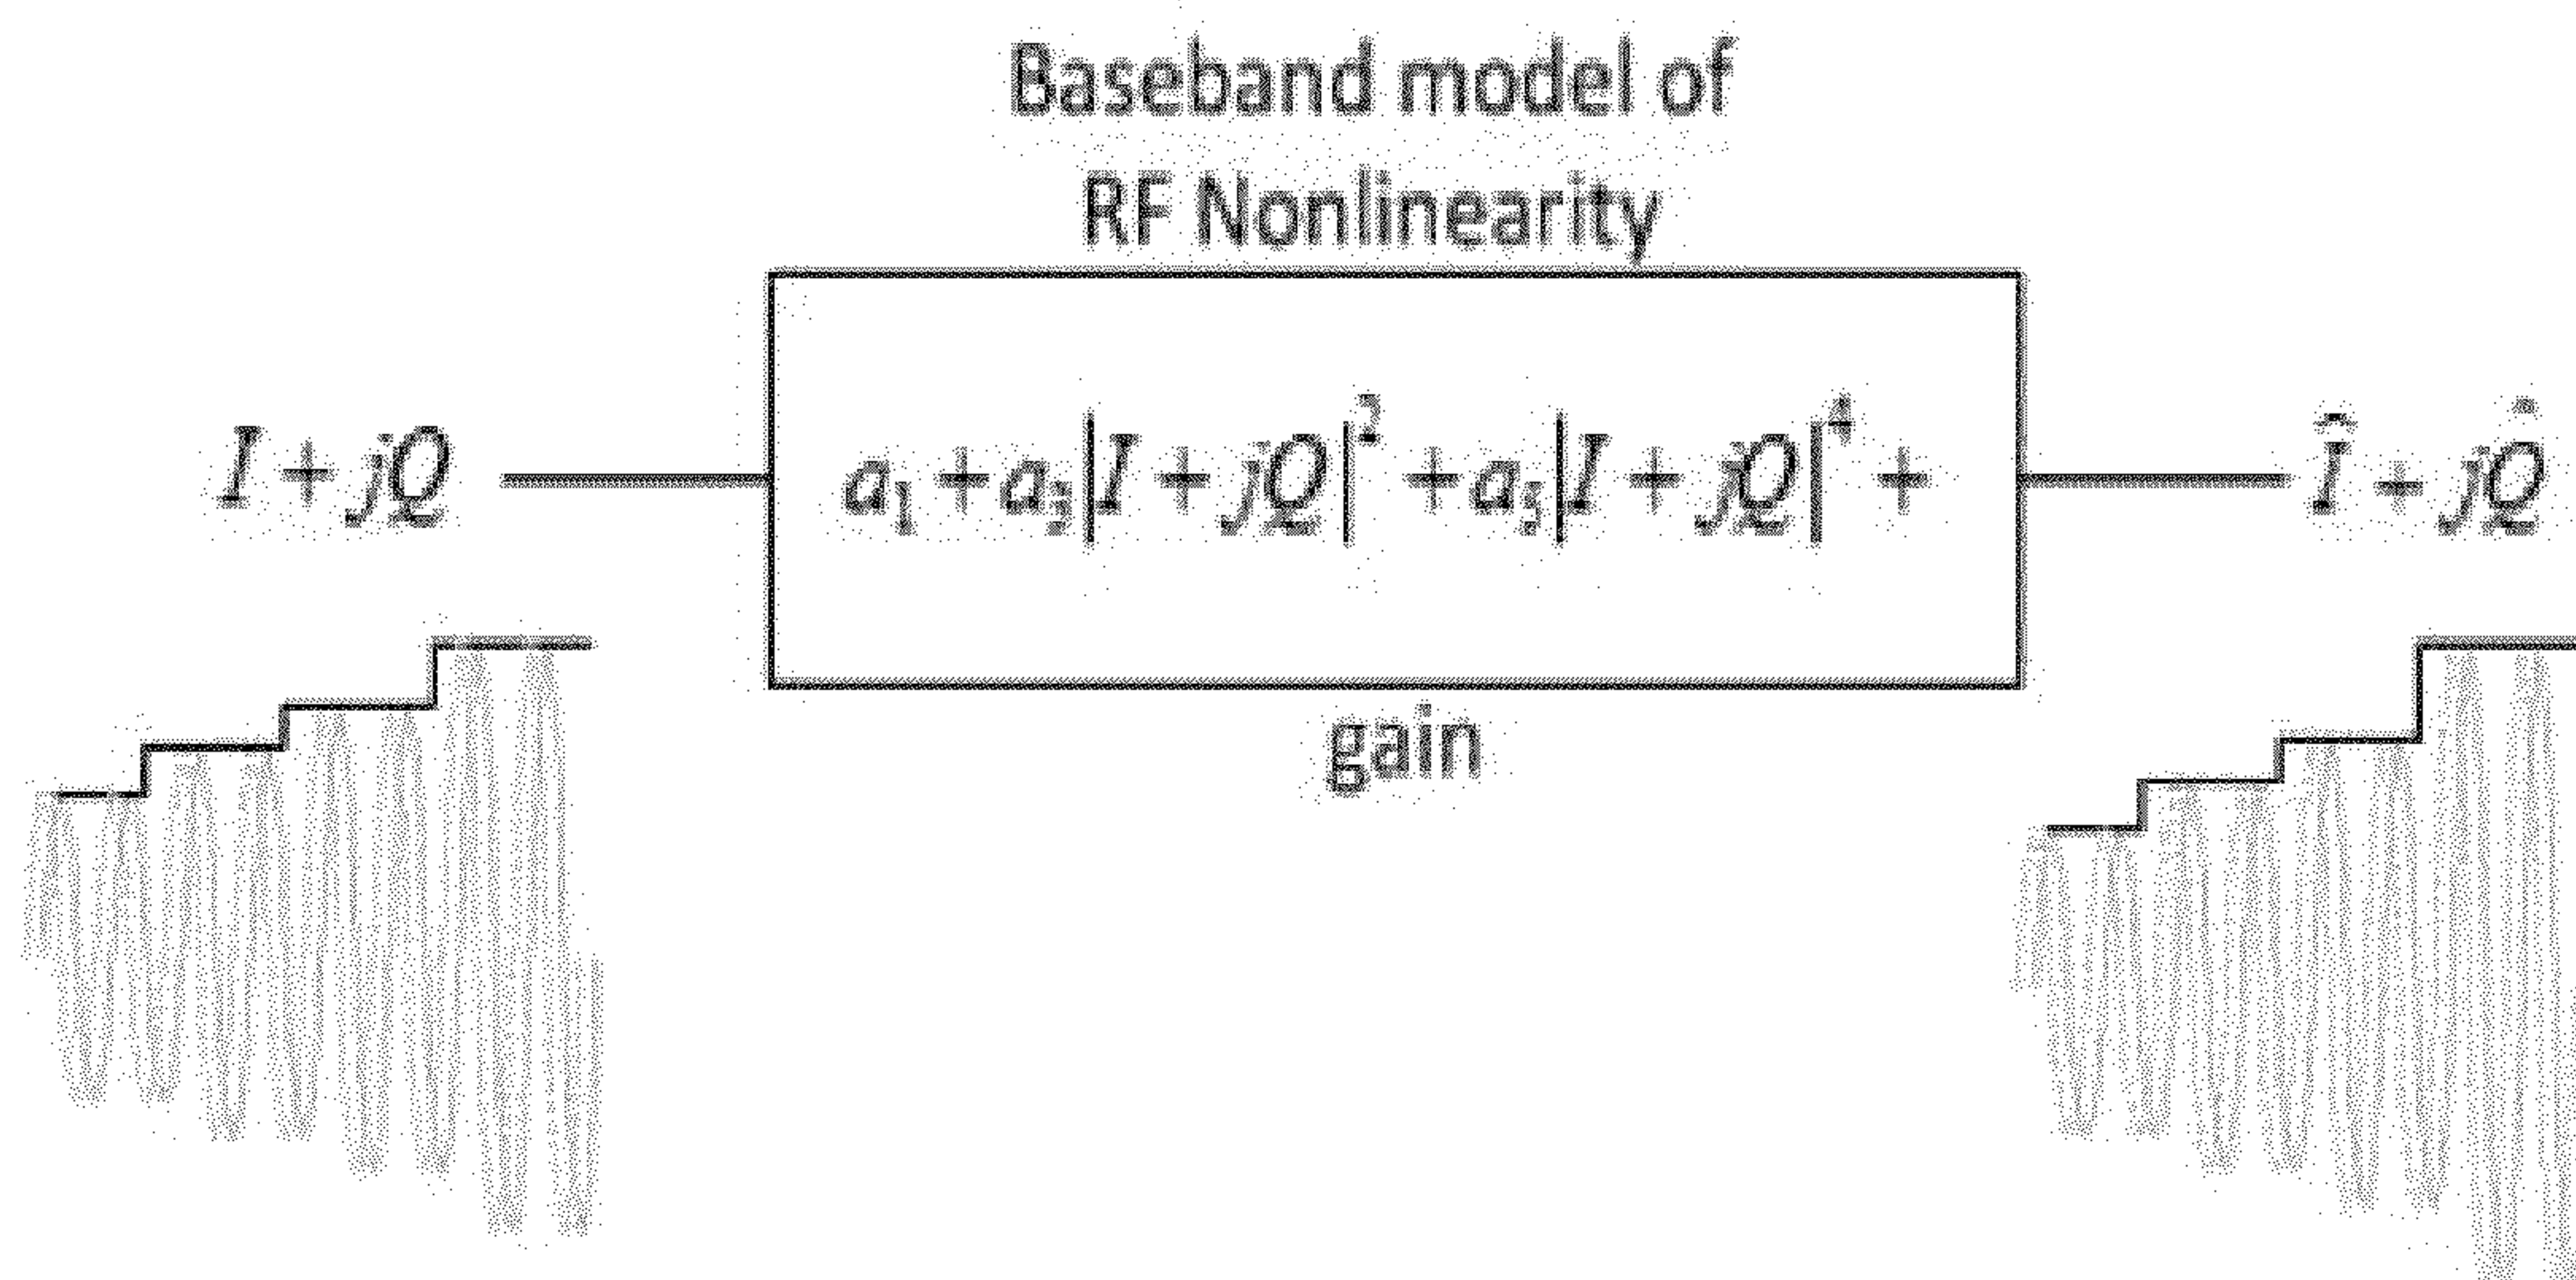 Baseband model of
RF Nonlinearity
I + jQ
a₁ + a₃|I + jQ|² + a₅|I + jQ|⁴ +
Î + jQ̂
gain